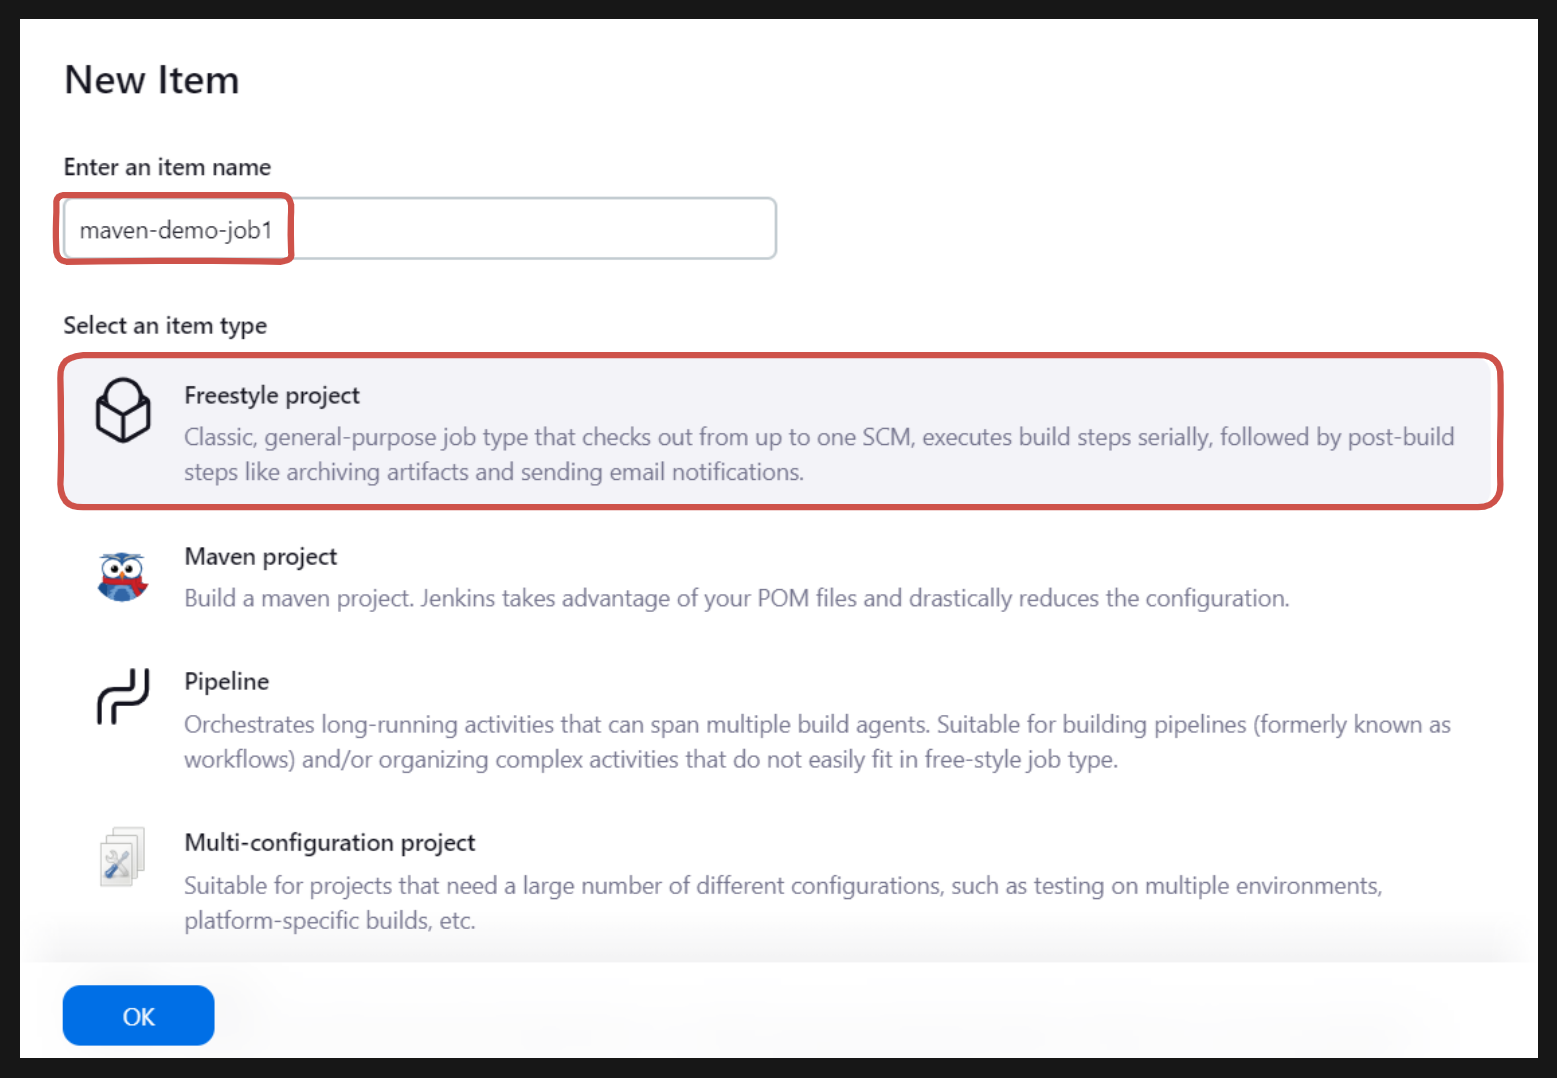 New Item
Enter an item name
maven-demo-job1
Select an item type
Freestyle project
Classic, general-purpose job type that checks out from up to one SCM, executes build steps serially, followed by post-build
steps like archiving artifacts and sending email notifications.
Maven project
Build a maven project. Jenkins takes advantage of your POM files and drastically reduces the configuration.
Pipeline
Orchestrates long-running activities that can span multiple build agents. Suitable for building pipelines (formerly known as
workflows) and/or organizing complex activities that do not easily fit in free-style job type.
Multi-configuration project
Suitable for projects that need a large number of different configurations, such as testing on multiple environments,
platform-specific builds, etc.
OK